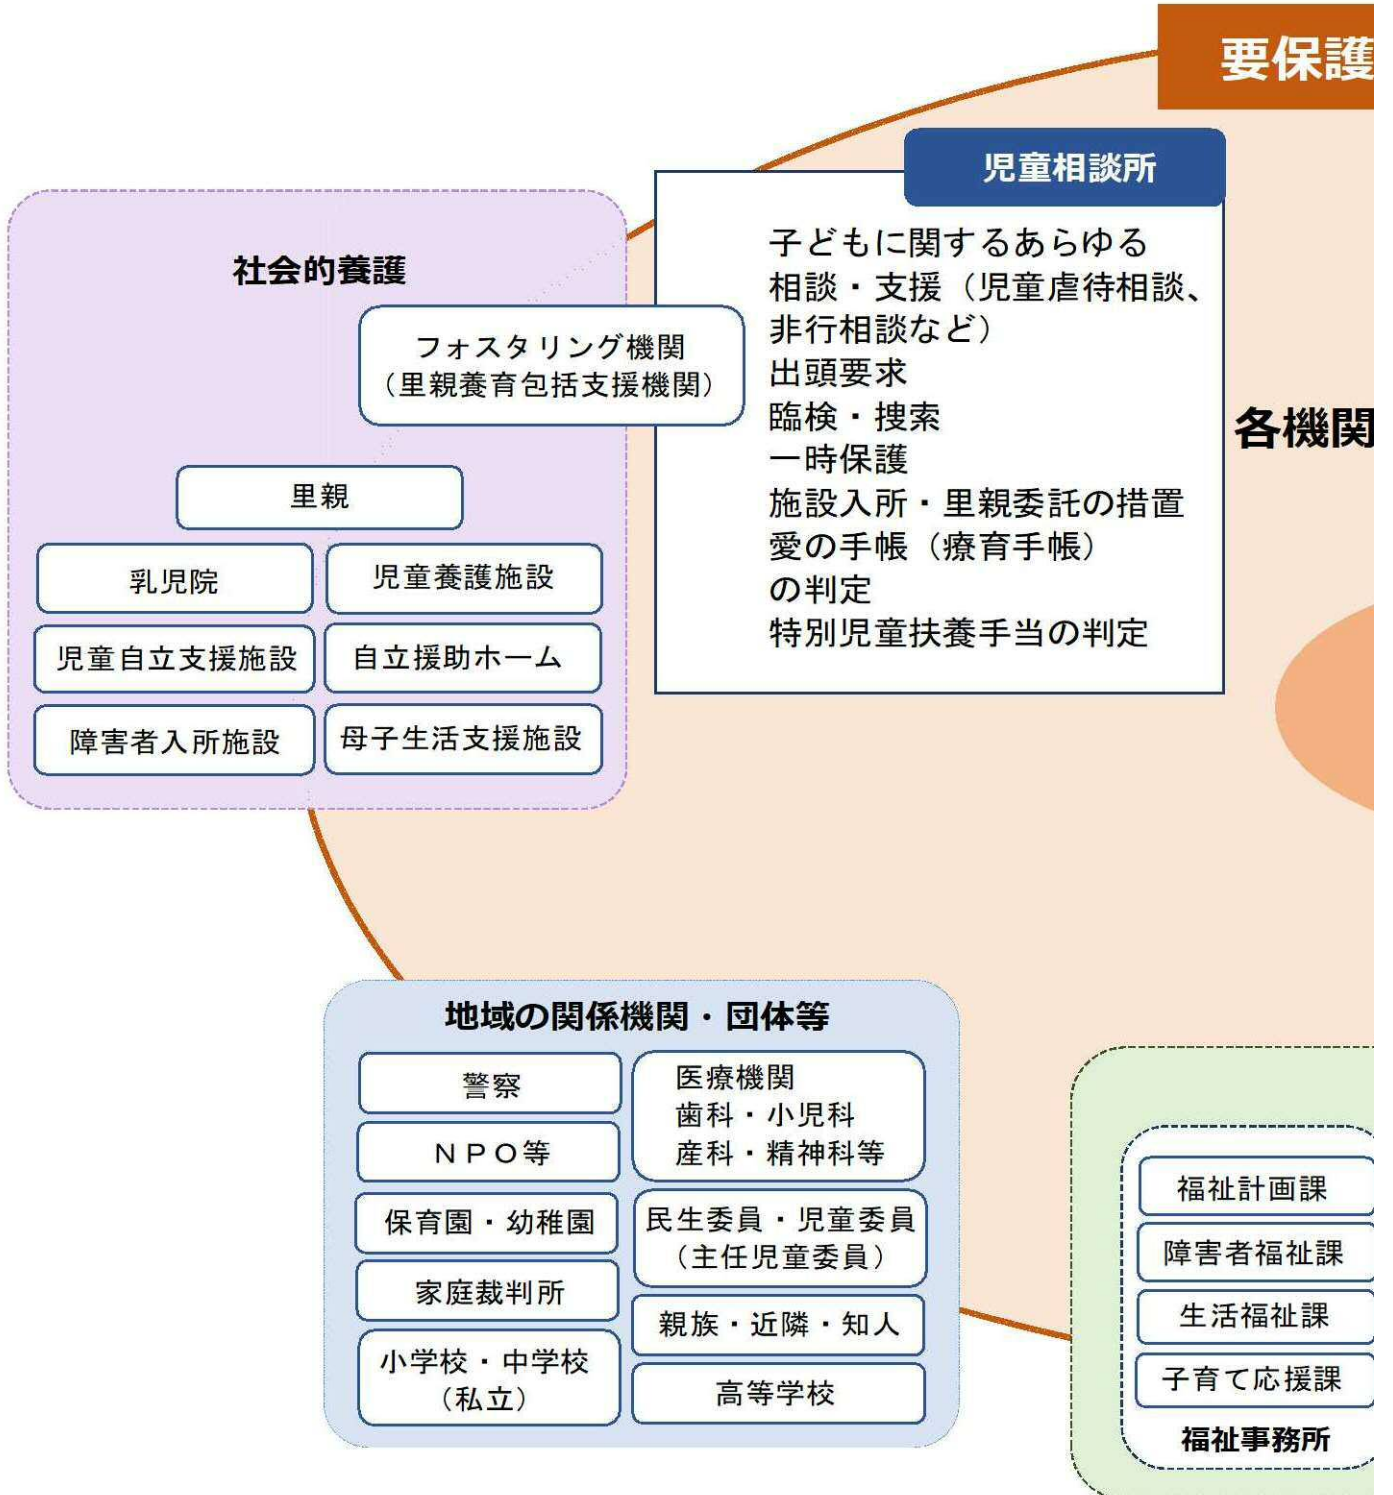 要保護
児童相談所
子どもに関するあらゆる
相談・支援（児童虐待相談、
非行相談など）
出頭要求
臨検・捜索
一時保護
施設入所・里親委託の措置
愛の手帳（療育手帳）
の判定
特別児童扶養手当の判定
各機関
社会的養護
フォスタリング機関
（里親養育包括支援機関）
里親
乳児院
児童養護施設
児童自立支援施設
自立援助ホーム
障害者入所施設
母子生活支援施設
地域の関係機関・団体等
警察
ＮＰＯ等
保育園・幼稚園
家庭裁判所
小学校・中学校
（私立）
医療機関
歯科・小児科
産科・精神科等
民生委員・児童委員
（主任児童委員）
親族・近隣・知人
高等学校
福祉計画課
障害者福祉課
生活福祉課
子育て応援課
福祉事務所